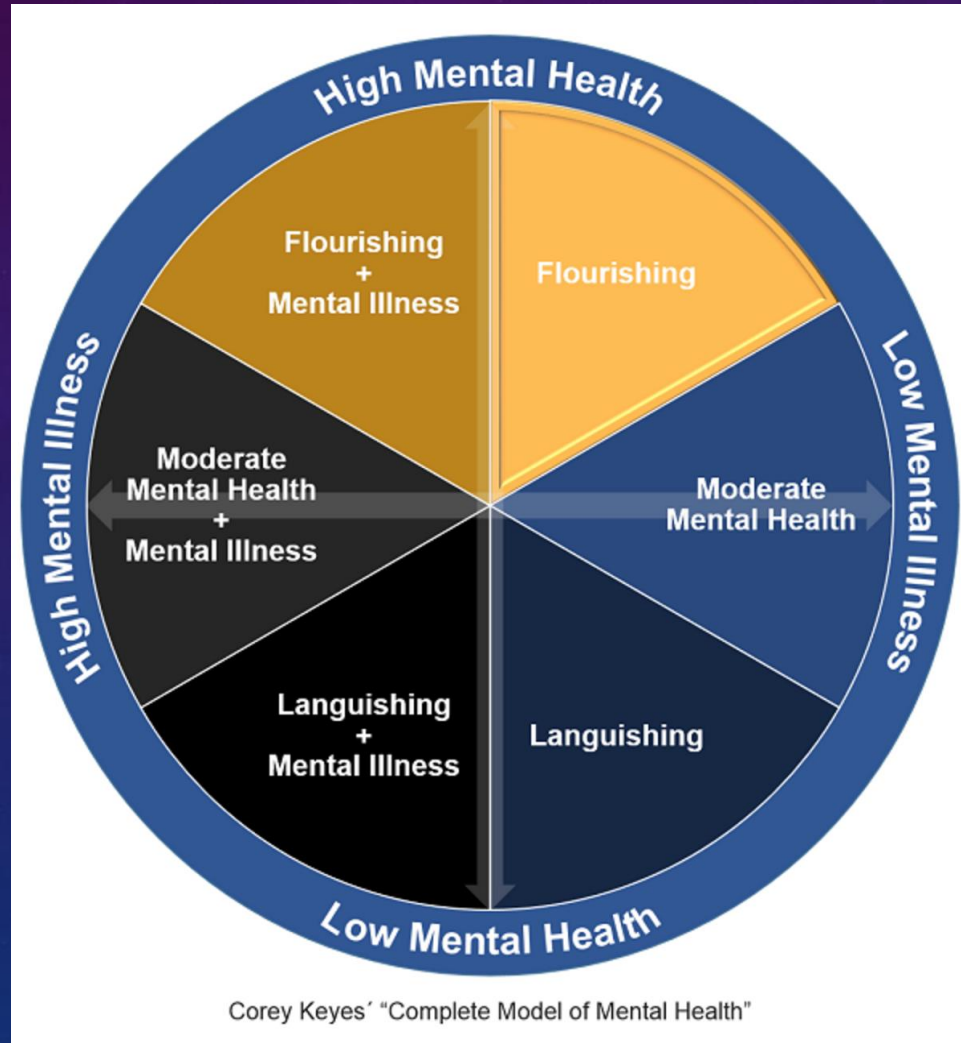 High Mental Health
Flourishing
+
Mental Illness
Flourishing
High Mental Illness
Low Mental Illness
Moderate
Mental Health
+
Mental Illness
Moderate
Mental Health
Languishing
+
Mental Illness
Languishing
Low Mental Health
Corey Keyes´ “Complete Model of Mental Health”